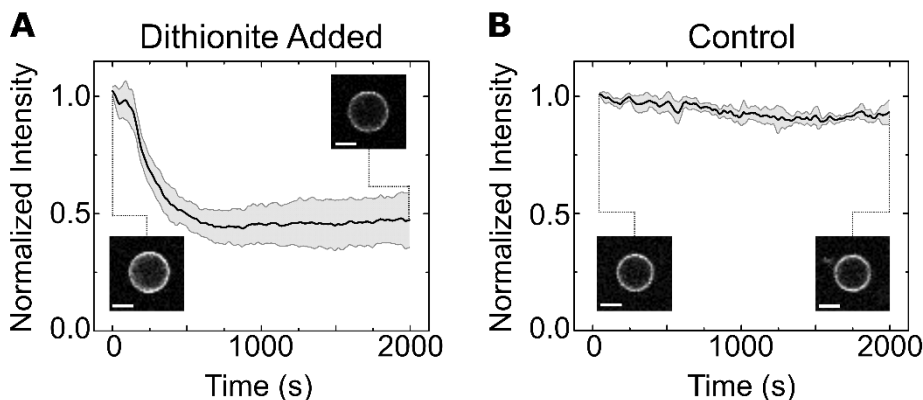 A
Dithionite Added
Normalized Intensity
1.0
0.5
0.0
0
1000
2000
Time (s)
B
Control
Normalized Intensity
1.0
0.5
0.0
0
1000
2000
Time (s)